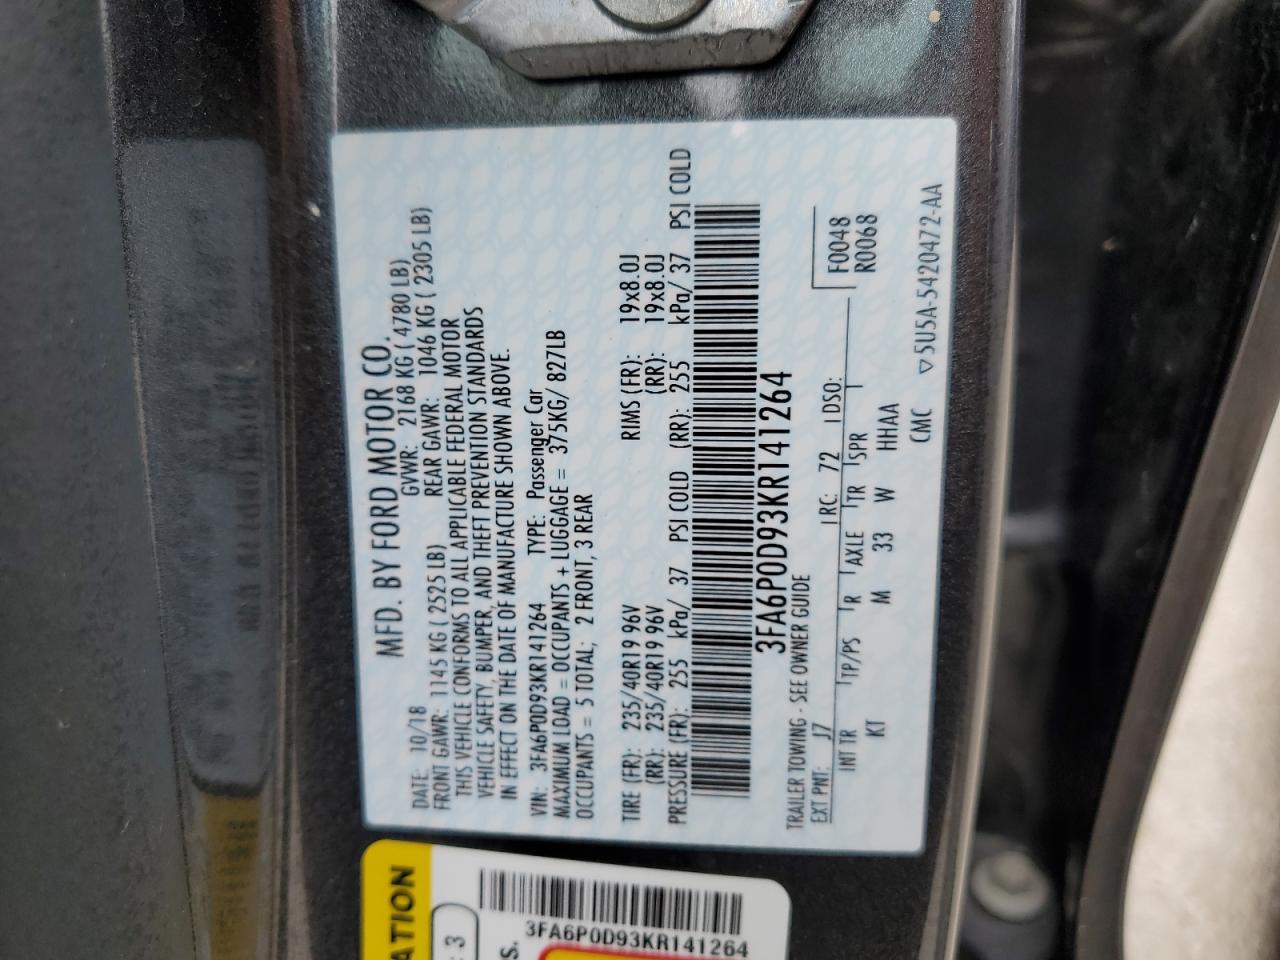 MFD. BY FORD MOTOR CO.
DATE: 10/18 GVWR: 2168 KG ( 4780 LB)
FRONT GAWR: 1145 KG ( 2525 LB) REAR GAWR: 1046 KG ( 2305 LB)
THIS VEHICLE CONFORMS TO ALL APPLICABLE FEDERAL MOTOR
VEHICLE SAFETY, BUMPER, AND THEFT PREVENTION STANDARDS
IN EFFECT ON THE DATE OF MANUFACTURE SHOWN ABOVE.
VIN: 3FA6P0D93KR141264 TYPE: Passenger Car
MAXIMUM LOAD = OCCUPANTS + LUGGAGE = 375KG/ 827LB
OCCUPANTS = 5 TOTAL; 2 FRONT, 3 REAR
TIRE (FR): 235/40R19 96V RIMS (FR): 19x8.0J
(RR): 235/40R19 96V (RR): 19x8.0J
PRESSURE (FR): 255 kPa/ 37 PSI COLD (RR): 255 kPa/ 37 PSI COLD
3FA6P0D93KR141264
TRAILER TOWING - SEE OWNER GUIDE
EXT PNT: J7 RC: 72 DSO: F0048
R0068
INT TR TP/PS R AXLE TR SPR
KT M 33 W HHAA
CMC 5U5A-5420472-AA
ATION
: 3
s.
3FA6P0D93KR141264